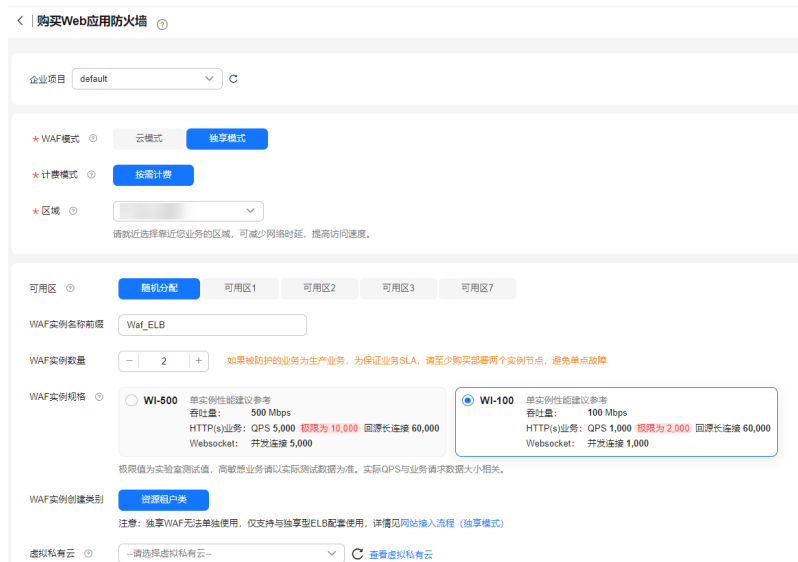 购买Web应用防火墙
企业项目 default
WAF模式 云模式 独享模式
计费模式 按需计费
区域
请就近选择靠近您业务的区域，可减少网络时延，提高访问速度。
可用区 随机分配 可用区1 可用区2 可用区3 可用区7
WAF实例名称前缀 Waf_ELB
WAF实例数量 − 2 + 如果被防护的业务为生产业务，为保证业务SLA，请至少购买部署两个实例节点，避免单点故障
WAF实例规格 WI-500 单实例性能建议参考 WI-100 单实例性能建议参考
吞吐量： 500 Mbps 吞吐量： 100 Mbps
HTTP(s)业务： QPS 5,000 极限为 10,000 回源长连接 60,000 HTTP(s)业务： QPS 1,000 极限为 2,000 回源长连接 60,000
Websocket： 并发连接 5,000 Websocket： 并发连接 1,000
极限值为实验室测试值，高敏感业务请以实际测试数据为准。实际QPS与业务请求数据大小相关。
WAF实例创建类别 资源租户类
注意：独享WAF无法单独使用，仅支持与独享型ELB配套使用，详情见网站接入流程（独享模式）
虚拟私有云 --请选择虚拟私有云-- 查看虚拟私有云